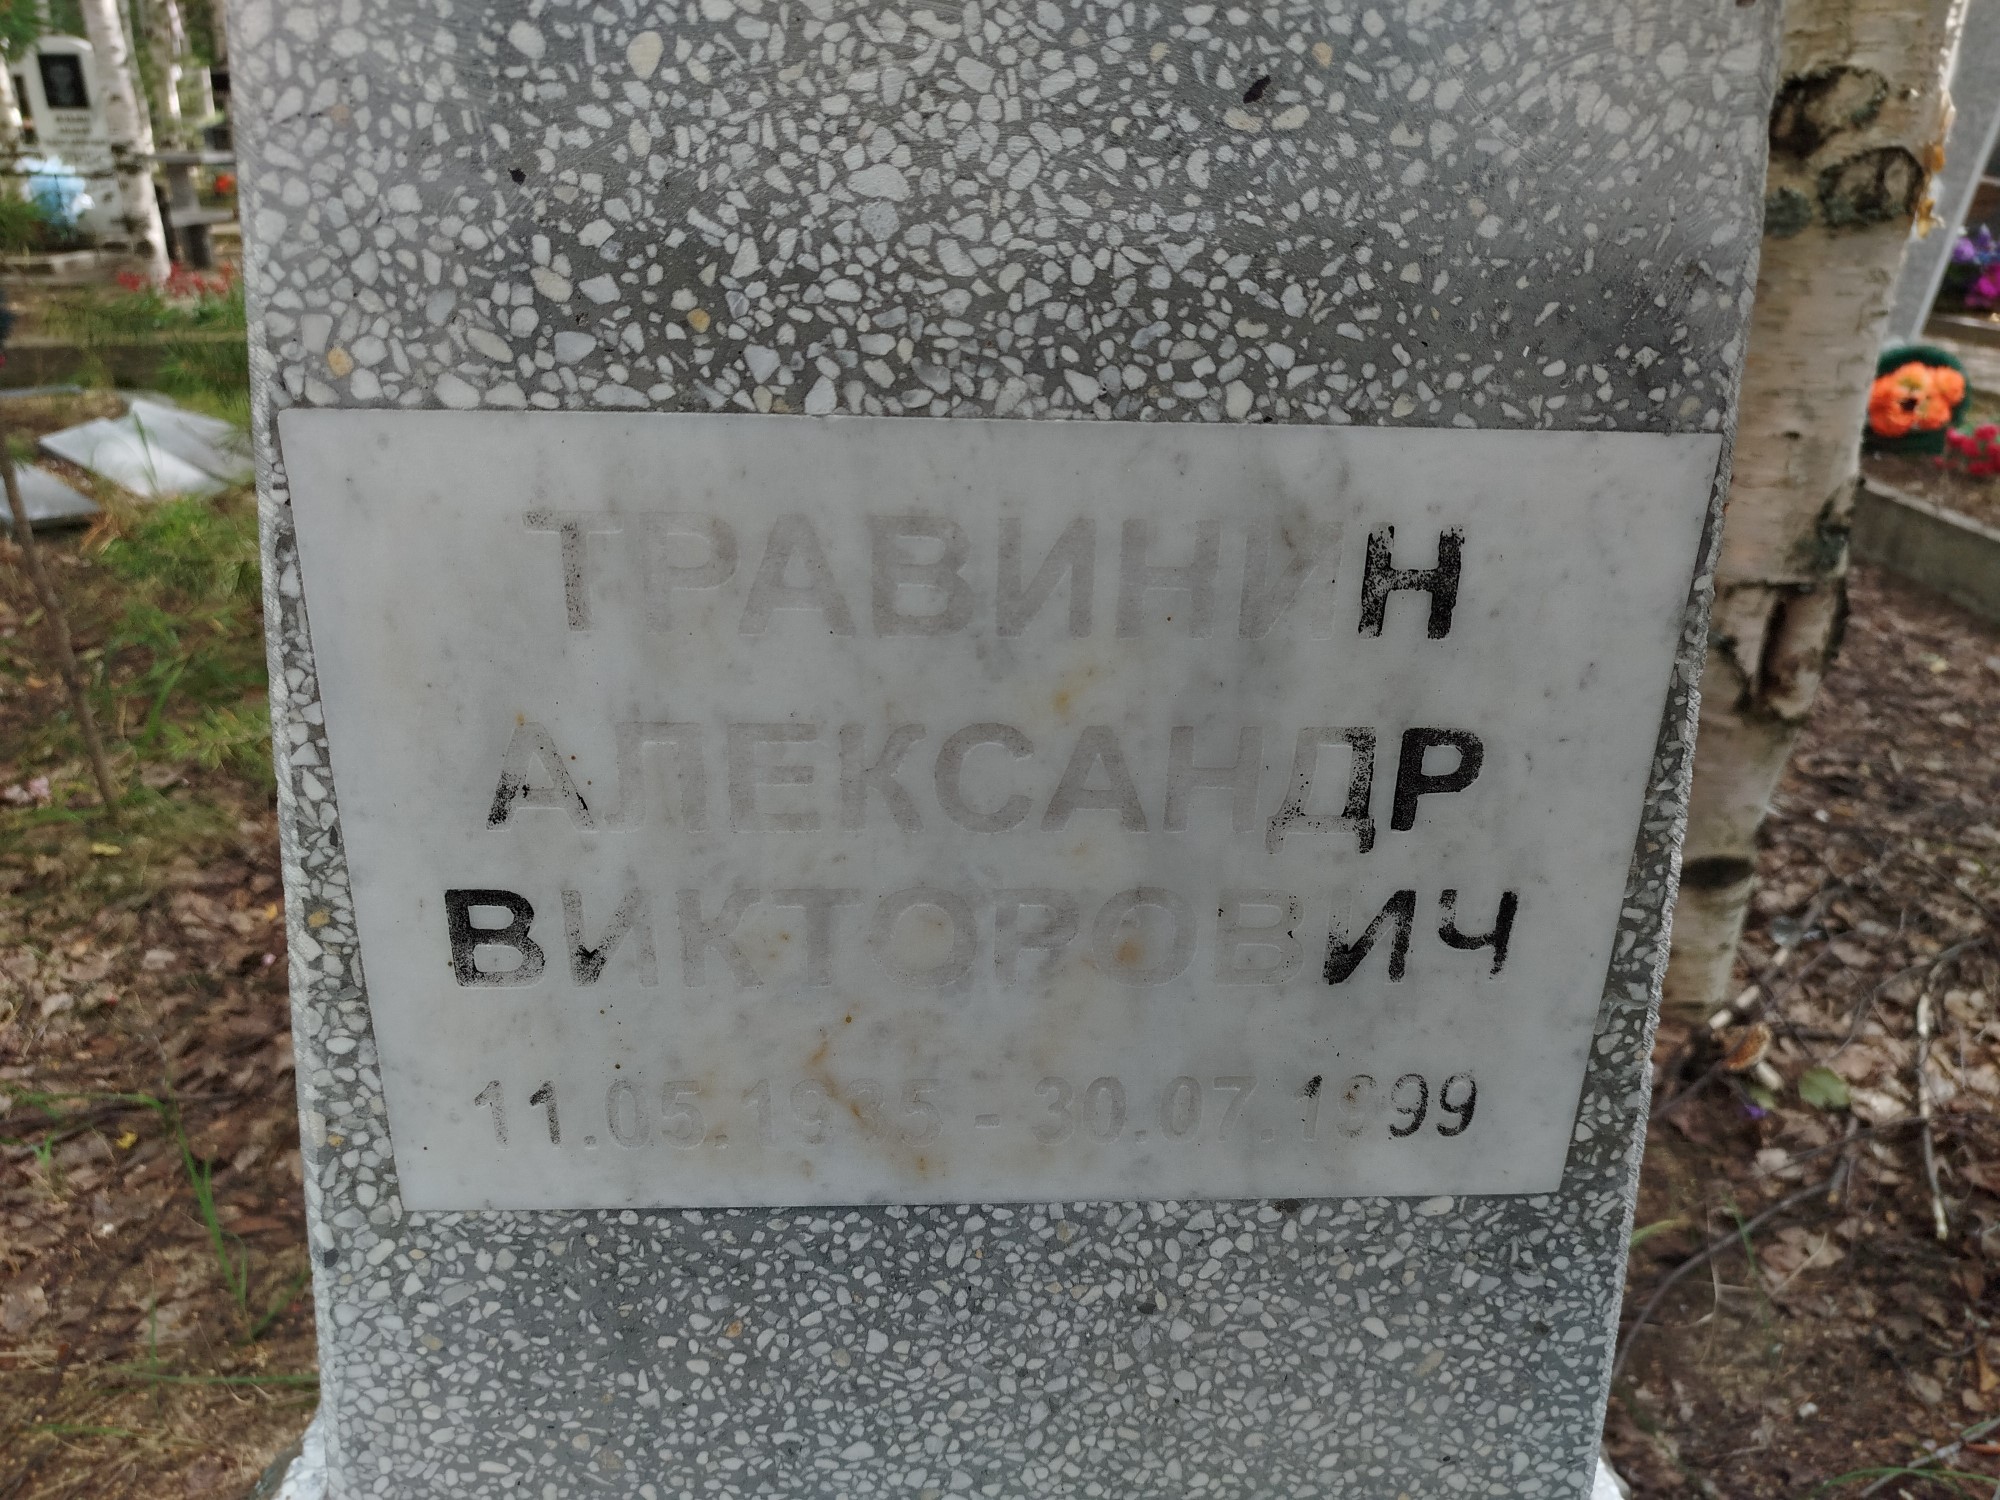 ТРАВИНИН
АЛЕКСАНДР
ВИКТОРОВИЧ
11.05.1935 - 30.07.1999